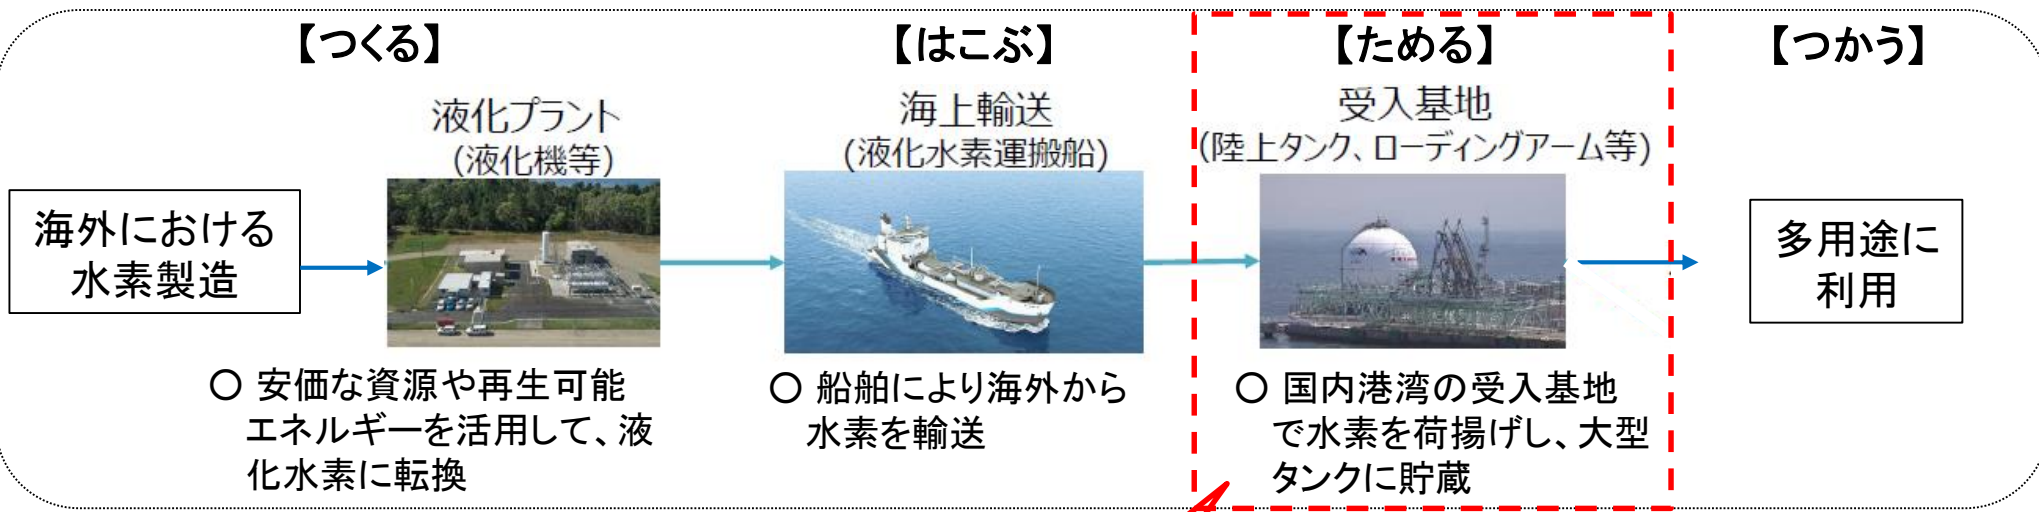 【つくる】
液化プラント
(液化機等)
海外における
水素製造
〇 安価な資源や再生可能
エネルギーを活用して、液
化水素に転換
【はこぶ】
海上輸送
(液化水素運搬船)
〇 船舶により海外から
水素を輸送
【ためる】
受入基地
(陸上タンク、ローディングアーム等)
〇 国内港湾の受入基地
で水素を荷揚げし、大型
タンクに貯蔵
【つかう】
多用途に
利用